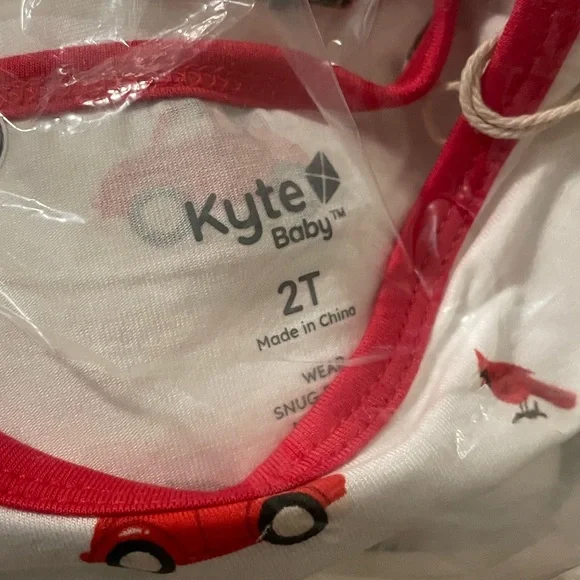 Kyte
Baby™
2T
Made in China
WEAR
SNUG